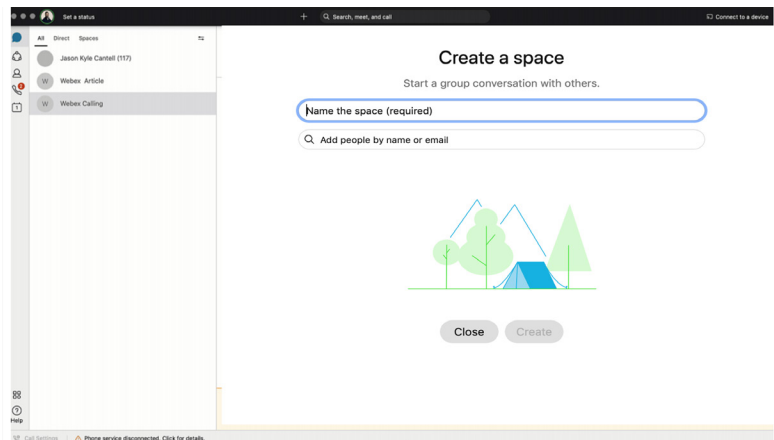 Set a status
Search, meet, and call
Connect to a device
All Direct Spaces
Jason Kyle Cantell (117)
W Webex Article
W Webex Calling
1
Create a space
Start a group conversation with others.
Name the space (required)
Add people by name or email
Close Create
Help
Call Settings Phone service disconnected. Click for details.